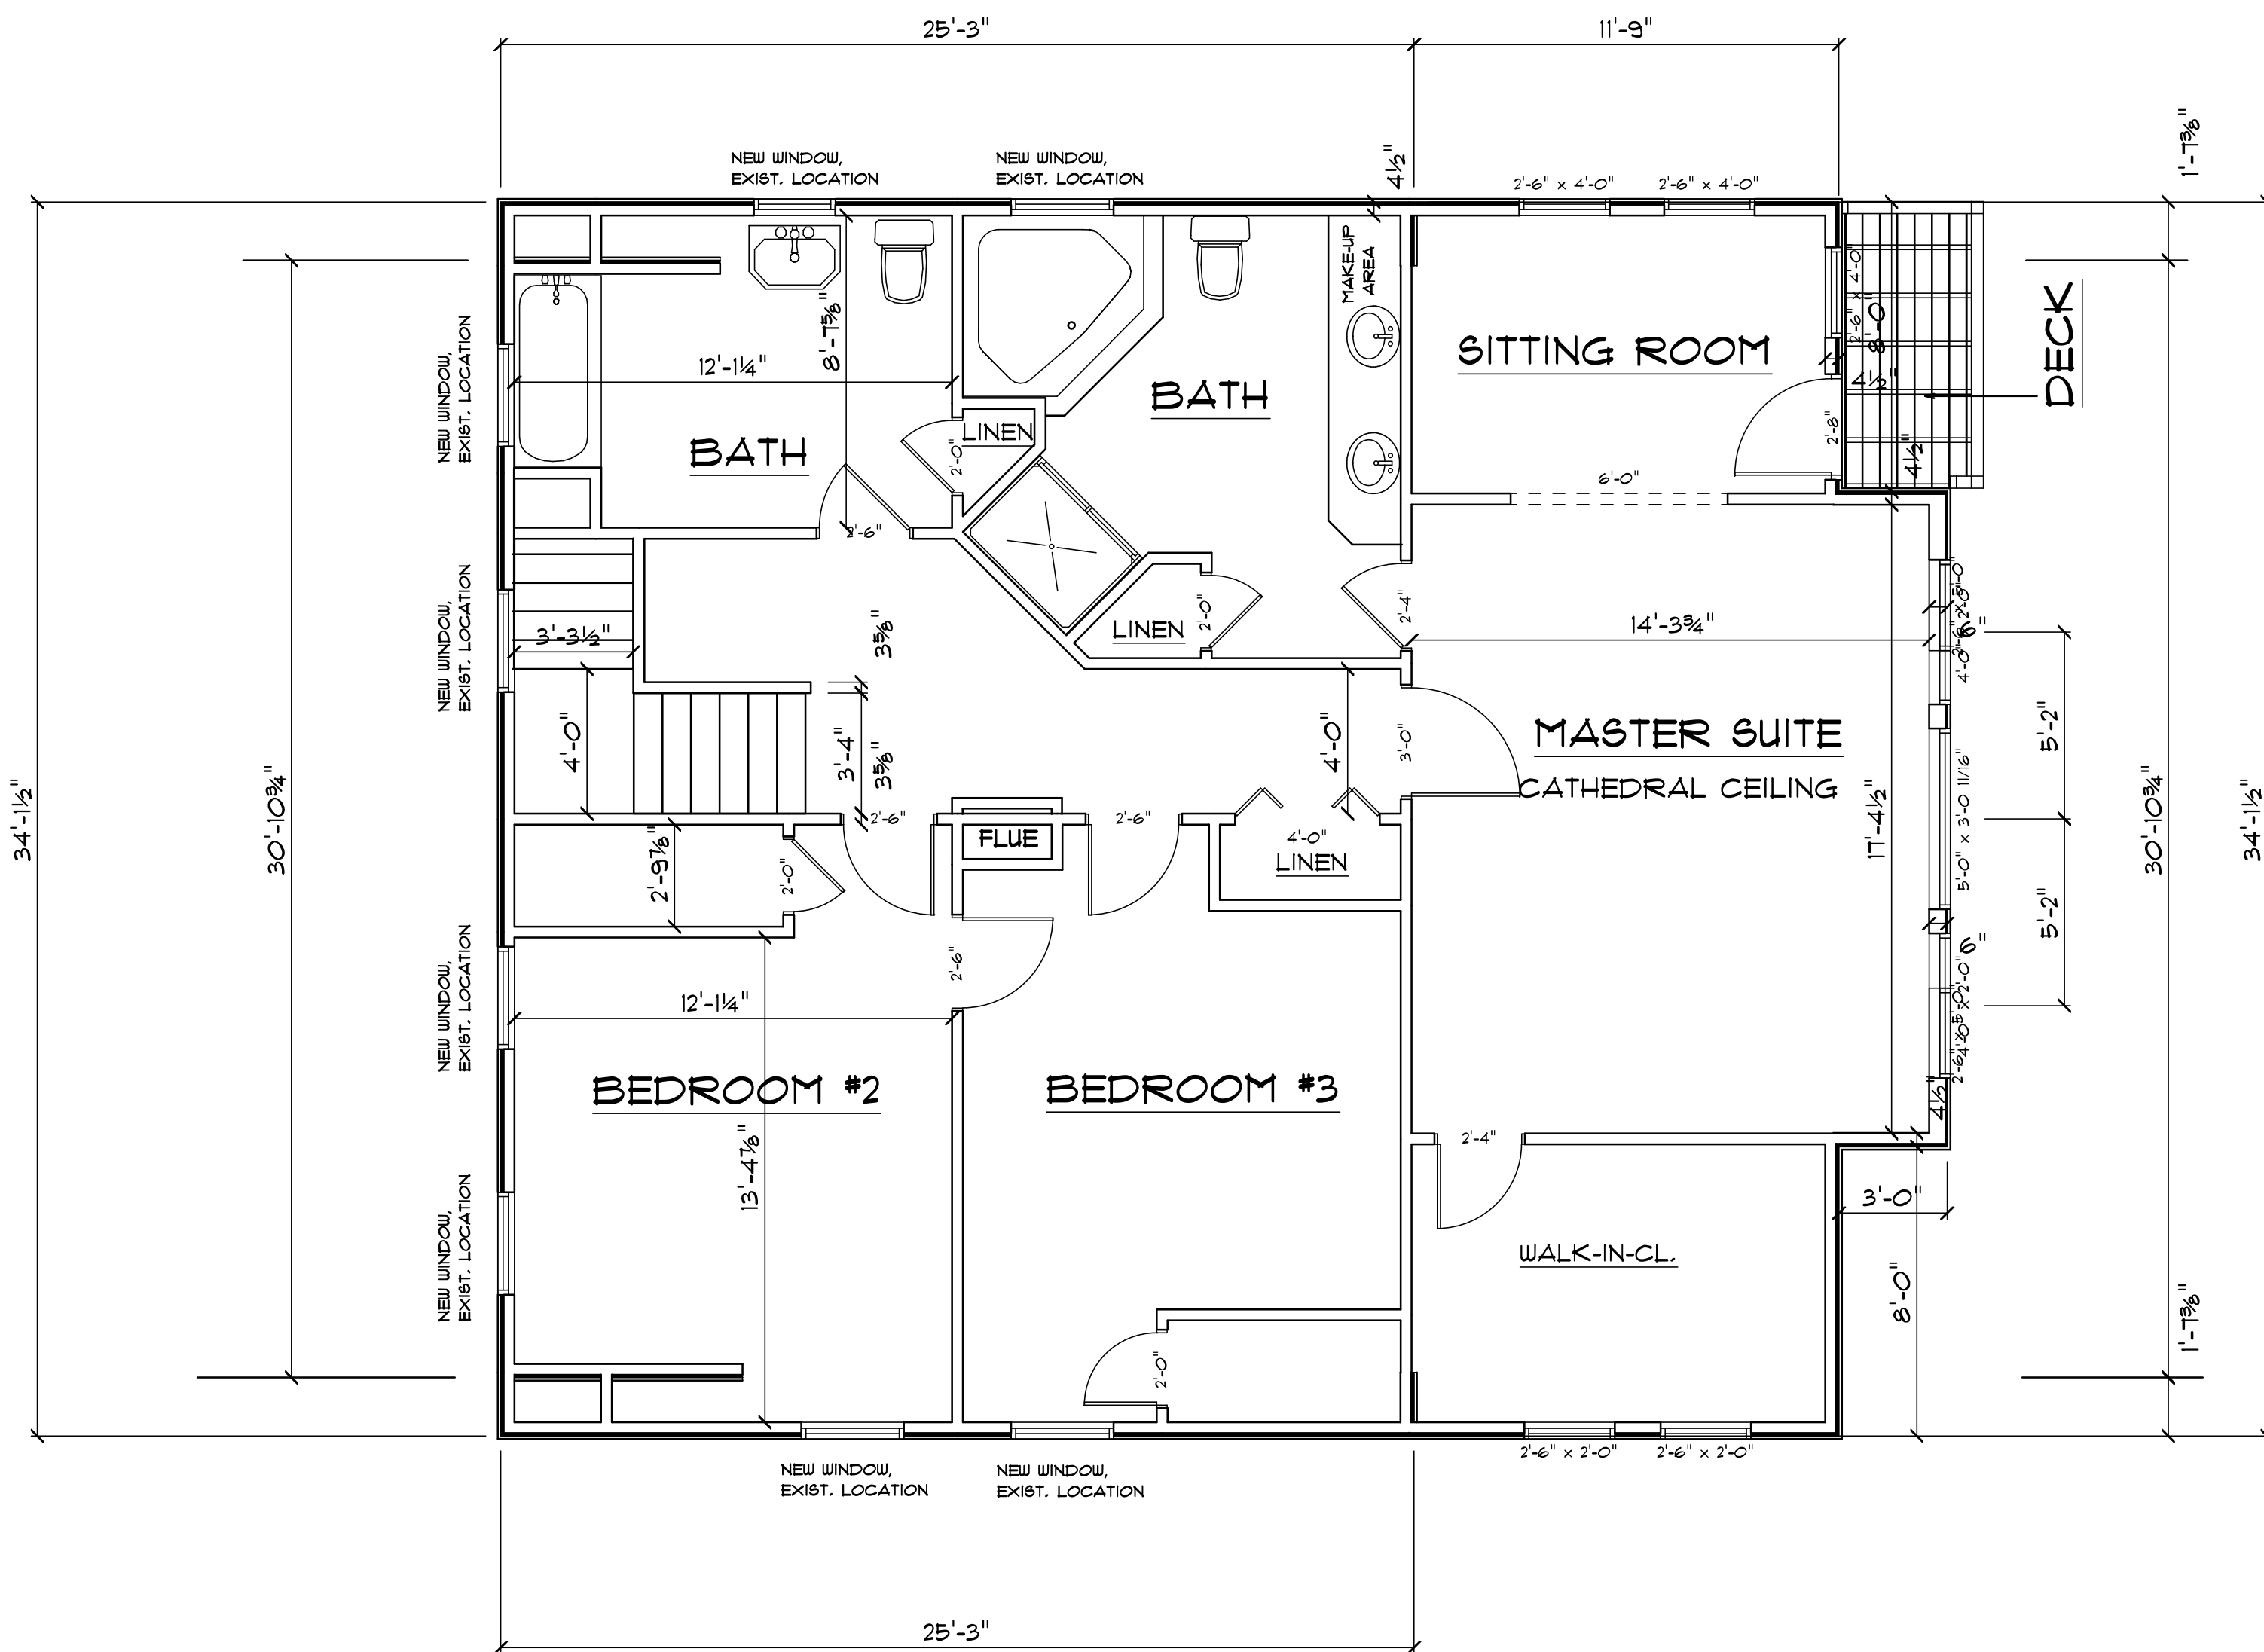 25'-3"
11'-9"
1'-7⅜"
NEW WINDOW,
EXIST. LOCATION
NEW WINDOW,
EXIST. LOCATION
4½"
2'-6" x 4'-0"
2'-6" x 4'-0"
MAKE-UP
AREA
2'-6" x 4'-0
8'-0"
DECK
8'-7⅝"
NEW WINDOW,
EXIST. LOCATION
12'-1¼"
SITTING ROOM
4½"
BATH
LINEN
BATH
2'-0"
2'-8"
4½"
6'-0"
2'-6"
NEW WINDOW,
EXIST. LOCATION
3'-3½"
3⅝"
LINEN
2'-0"
2'-4"
14'-3¾"
6"
4'-0"
3'-4"
3⅝"
4'-0"
3'-0"
MASTER SUITE
CATHEDRAL CEILING
5'-2"
34'-1½"
30'-10¾"
17'-4½"
5'-0" x 3'-0 11/16"
30'-10¾"
34'-1½"
2'-6"
FLUE
2'-6"
4'-0"
LINEN
2'-9⅞"
2'-0"
5'-2"
6"
NEW WINDOW,
EXIST. LOCATION
12'-1¼"
2'-6"
BEDROOM #2
BEDROOM #3
4½"
13'-4⅞"
2'-4"
3'-0"
NEW WINDOW,
EXIST. LOCATION
WALK-IN-CL.
8'-0"
1'-7⅜"
2'-0"
2'-6" x 2'-0"
2'-6" x 2'-0"
NEW WINDOW,
EXIST. LOCATION
NEW WINDOW,
EXIST. LOCATION
25'-3"